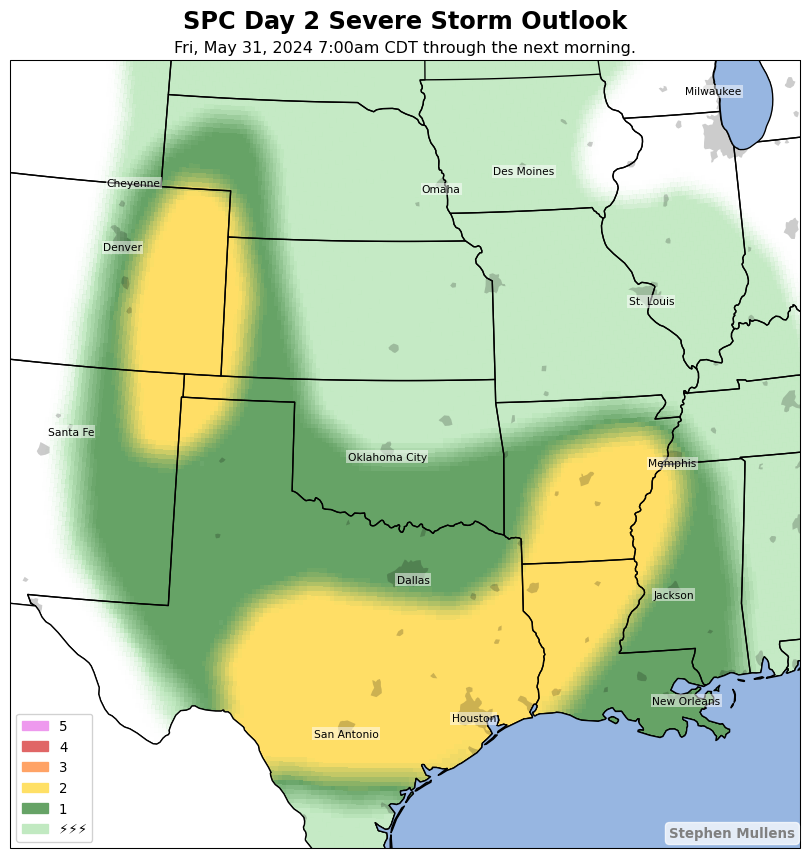 SPC Day 2 Severe Storm Outlook
Fri, May 31, 2024 7:00am CDT through the next morning.
Milwaukee
Des Moines
Cheyenne
Omaha
Denver
St. Louis
Santa Fe
Oklahoma City
Memphis
Dallas
Jackson
New Orleans
Houston
San Antonio
5
4
3
2
1
⚡⚡⚡
Stephen Mullens